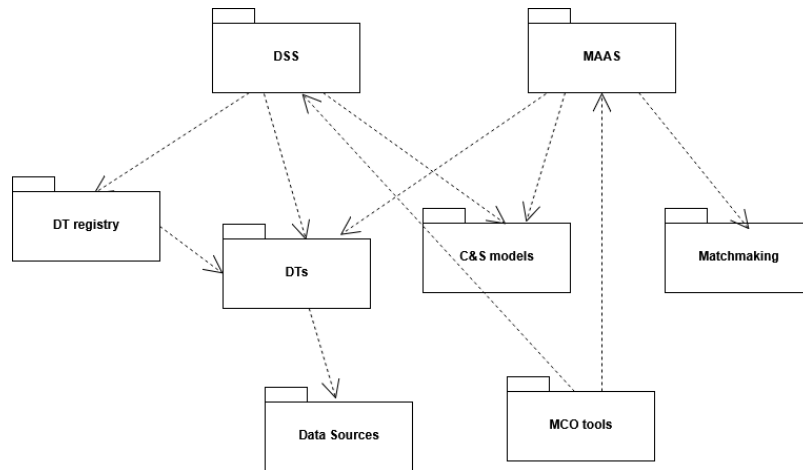 DSS
MAAS
DT registry
DTs
C&S models
Matchmaking
Data Sources
MCO tools